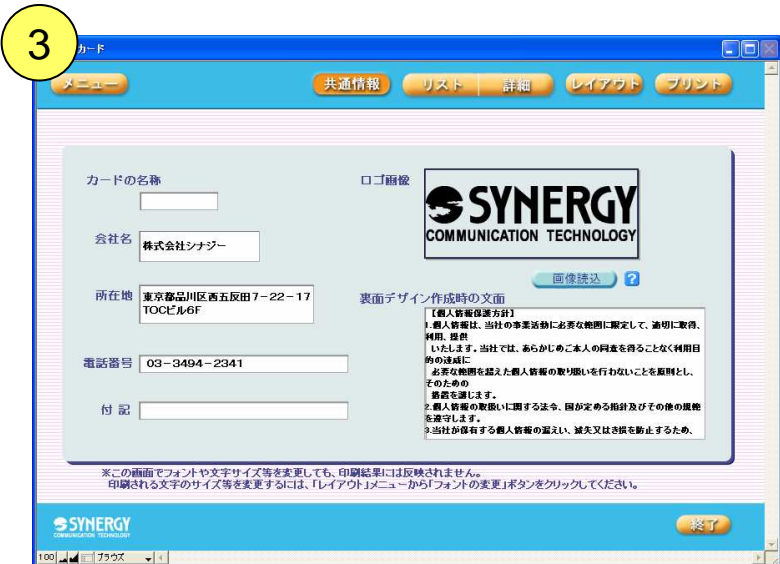 3
カード
メニュー
共通情報
リスト
詳細
レイアウト
プリント
カードの名称
ロゴ画像
SYNERGY
COMMUNICATION TECHNOLOGY
会社名
株式会社シナジー
画像読込
?
所在地
東京都品川区西五反田7-22-17
TOCビル6F
裏面デザイン作成時の文面
【個人情報保護方針】
1.個人情報は、当社の事業活動に必要な範囲に限定して、適切に取得、
利用、提供
いたします。当社では、あらかじめご本人の同意を得ることなく利用目
的の達成に
必要な範囲を超えた個人情報の取り扱いを行わないことを原則とし、
そのための
措置を講じます。
2.個人情報の取扱いに関する法令、国が定める指針及びその他の規範
を遵守します。
3.当社が保有する個人情報の漏えい、滅失又はき損を防止するため、
電話番号
03-3494-2341
付 記
※この画面でフォントや文字サイズ等を変更しても、印刷結果には反映されません。
印刷される文字のサイズ等を変更するには、「レイアウト」メニューから「フォントの変更」ボタンをクリックしてください。
SYNERGY
COMMUNICATION TECHNOLOGY
終了
100
ブラウズ